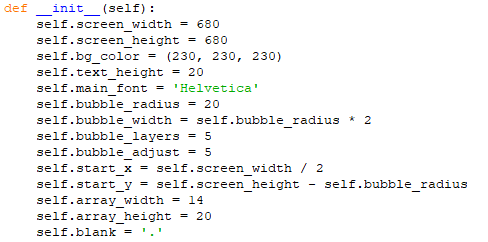 def __init__(self):
    self.screen_width = 680
    self.screen_height = 680
    self.bg_color = (230, 230, 230)
    self.text_height = 20
    self.main_font = 'Helvetica'
    self.bubble_radius = 20
    self.bubble_width = self.bubble_radius * 2
    self.bubble_layers = 5
    self.bubble_adjust = 5
    self.start_x = self.screen_width / 2
    self.start_y = self.screen_height - self.bubble_radius
    self.array_width = 14
    self.array_height = 20
    self.blank = '.'